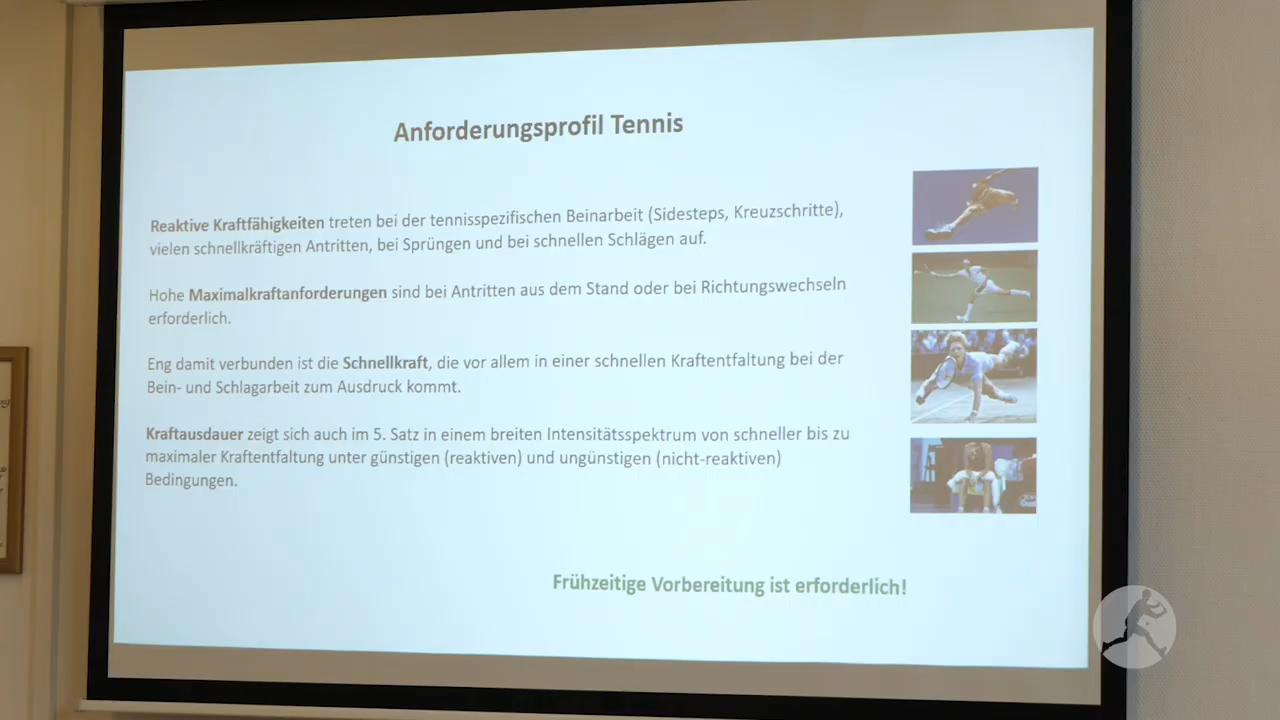 Anforderungsprofil Tennis
Reaktive Kraftfähigkeiten treten bei der tennisspezifischen Beinarbeit (Sidesteps, Kreuzschritte),
vielen schnellkräftigen Antritten, bei Sprüngen und bei schnellen Schlägen auf.
Hohe Maximalkraftanforderungen sind bei Antritten aus dem Stand oder bei Richtungswechseln
erforderlich.
Eng damit verbunden ist die Schnellkraft, die vor allem in einer schnellen Kraftentfaltung bei der
Bein- und Schlagarbeit zum Ausdruck kommt.
Kraftausdauer zeigt sich auch im 5. Satz in einem breiten Intensitätsspektrum von schneller bis zu
maximaler Kraftentfaltung unter günstigen (reaktiven) und ungünstigen (nicht-reaktiven)
Bedingungen.
Frühzeitige Vorbereitung ist erforderlich!